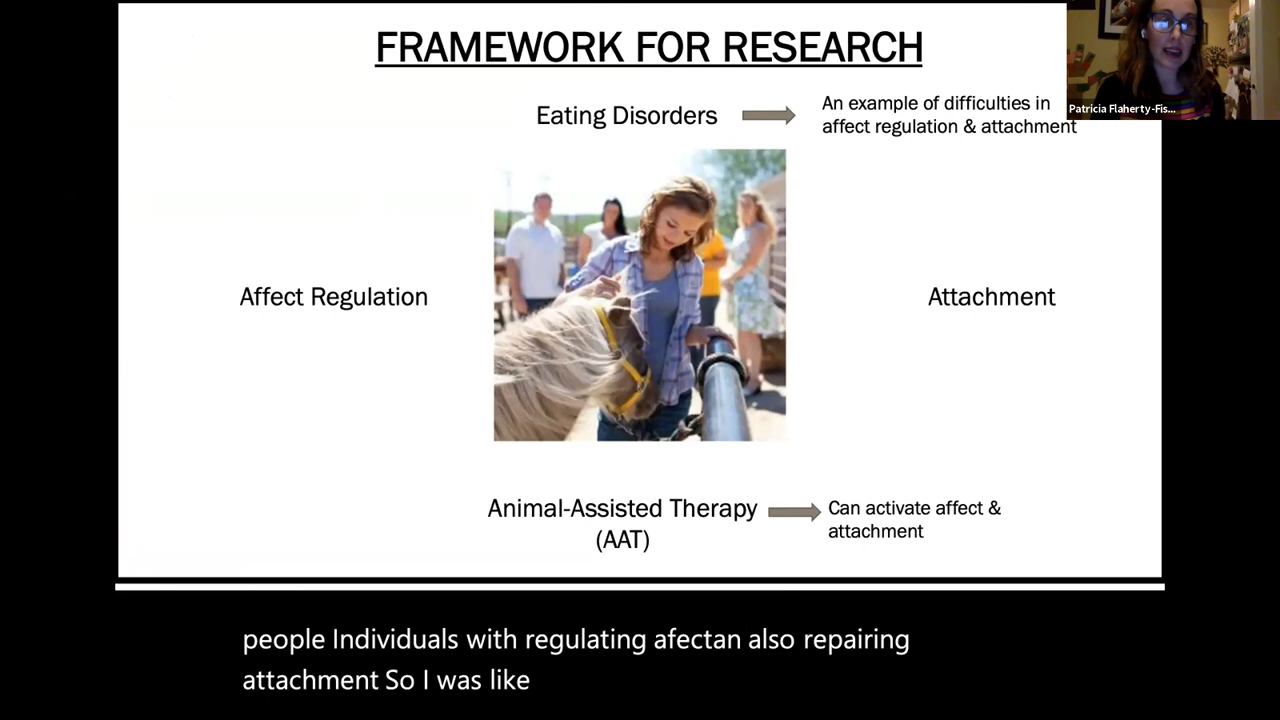 FRAMEWORK FOR RESEARCH
Eating Disorders
An example of difficulties in
affect regulation & attachment
Patricia Flaherty-Fis...
Affect Regulation
Attachment
Animal-Assisted Therapy
(AAT)
Can activate affect &
attachment
people Individuals with regulating afectan also repairing
attachment So I was like